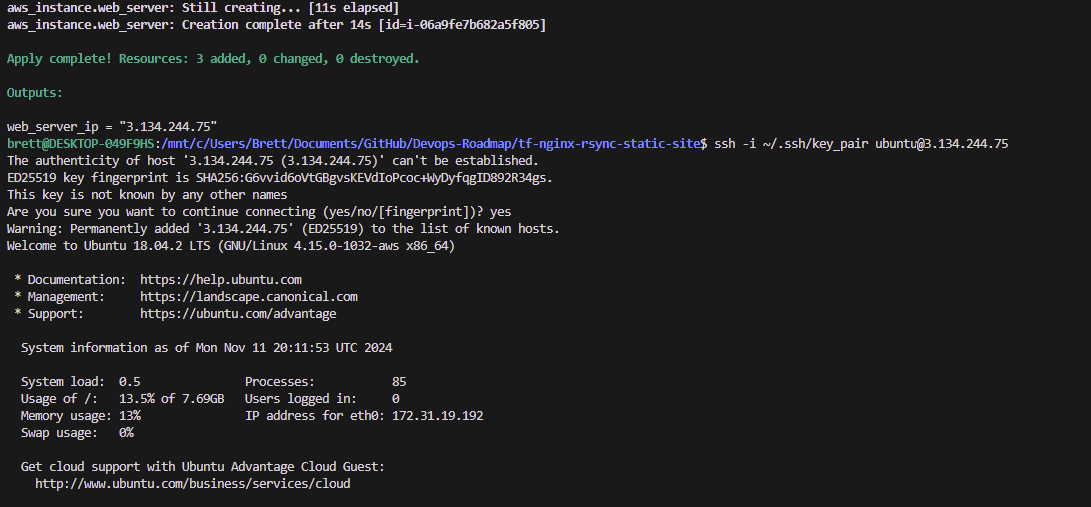 aws_instance.web_server: Still creating... [11s elapsed]
aws_instance.web_server: Creation complete after 14s [id=i-06a9fe7b682a5f805]
Apply complete! Resources: 3 added, 0 changed, 0 destroyed.
Outputs:
web_server_ip = "3.134.244.75"
brett@DESKTOP-049F9HS:/mnt/c/Users/Brett/Documents/GitHub/Devops-Roadmap/tf-nginx-rsync-static-site$ ssh -i ~/.ssh/key_pair ubuntu@3.134.244.75
The authenticity of host '3.134.244.75 (3.134.244.75)' can't be established.
ED25519 key fingerprint is SHA256:G6vvid6oVtGBgvsKEVdIoPcoc+WyDyfqgID892R34gs.
This key is not known by any other names
Are you sure you want to continue connecting (yes/no/[fingerprint])? yes
Warning: Permanently added '3.134.244.75' (ED25519) to the list of known hosts.
Welcome to Ubuntu 18.04.2 LTS (GNU/Linux 4.15.0-1032-aws x86_64)
* Documentation:  https://help.ubuntu.com
* Management:     https://landscape.canonical.com
* Support:        https://ubuntu.com/advantage
System information as of Mon Nov 11 20:11:53 UTC 2024
System load:  0.5               Processes:           85
Usage of /:   13.5% of 7.69GB   Users logged in:     0
Memory usage: 13%               IP address for eth0: 172.31.19.192
Swap usage:   0%
Get cloud support with Ubuntu Advantage Cloud Guest:
http://www.ubuntu.com/business/services/cloud